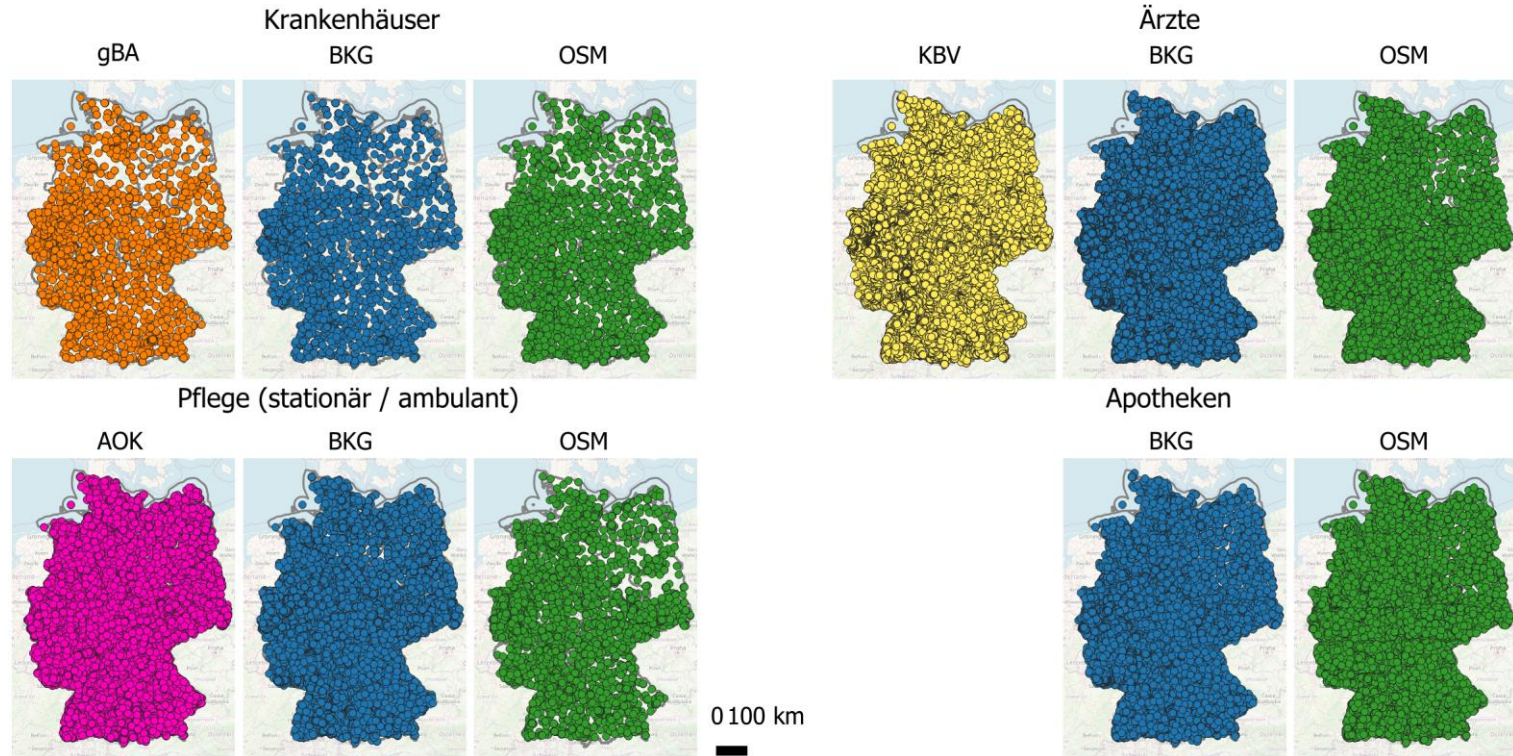 Krankenhäuser
gBA BKG OSM
Ärzte
KBV BKG OSM
Pflege (stationär / ambulant)
AOK BKG OSM
Apotheken
BKG OSM
0 100 km